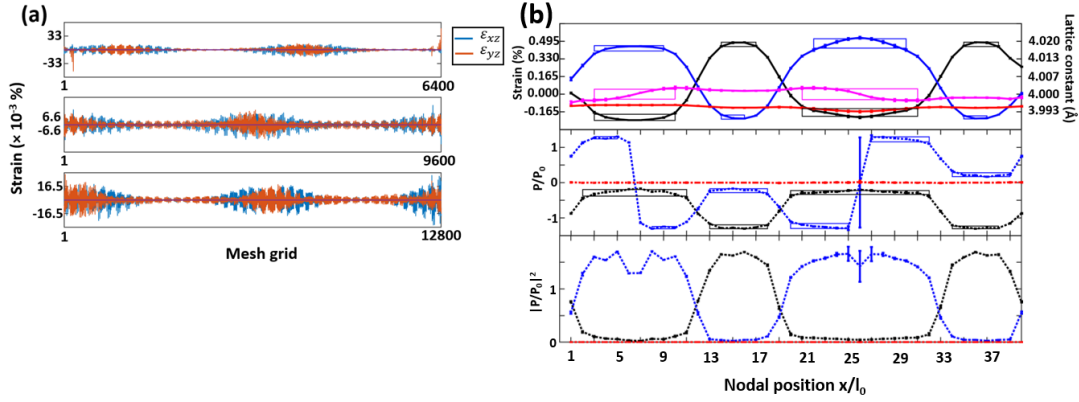 (a)
33
-33
1
6400
εxz
εyz
6.6
-6.6
1
9600
16.5
-16.5
1
12800
Strain (× 10⁻³ %)
Mesh grid
(b)
0.495
0.330
0.165
0.000
-0.165
Strain (%)
4.020
4.013
4.007
4.000
3.993
Lattice constant (Å)
1
0
-1
P/P₀
1
0
|P/P₀|²
1 5 9 13 17 21 25 29 33 37
Nodal position x/l₀